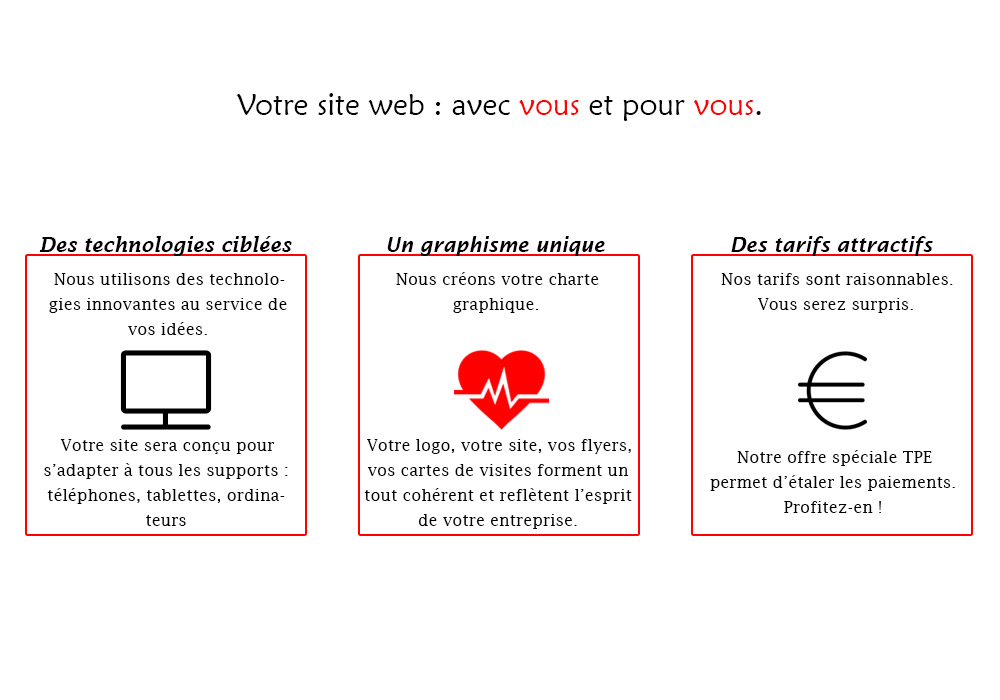 Votre site web : avec vous et pour vous.
Des technologies ciblées
Nous utilisons des technolo-
gies innovantes au service de
vos idées.
Votre site sera conçu pour
s’adapter à tous les supports :
téléphones, tablettes, ordina-
teurs
Un graphisme unique
Nous créons votre charte
graphique.
Votre logo, votre site, vos flyers,
vos cartes de visites forment un
tout cohérent et reflètent l’esprit
de votre entreprise.
Des tarifs attractifs
Nos tarifs sont raisonnables.
Vous serez surpris.
Notre offre spéciale TPE
permet d’étaler les paiements.
Profitez-en !